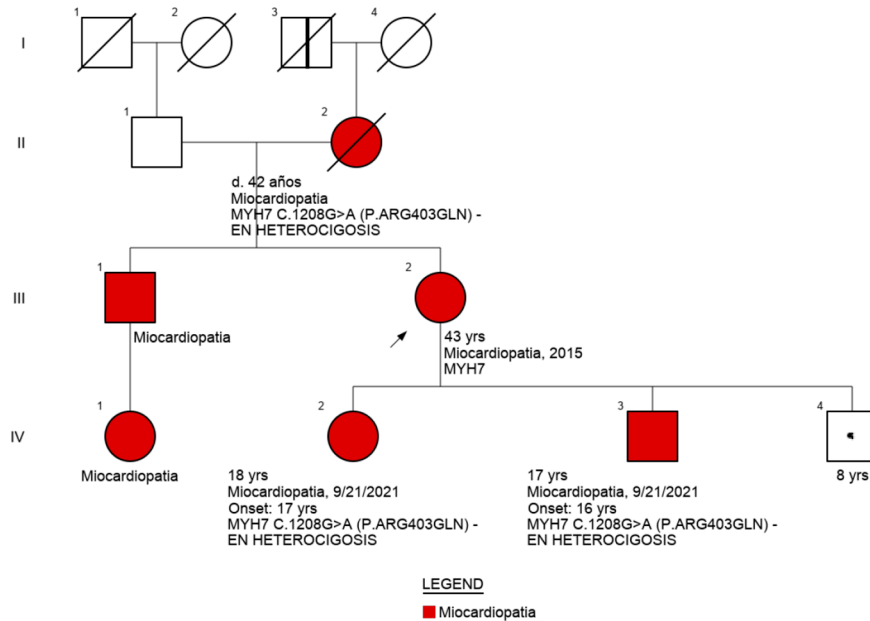 1
2
3
4
I
1
2
II
d. 42 años
Miocardiopatia
MYH7 C.1208G>A (P.ARG403GLN) -
EN HETEROCIGOSIS
1
2
III
Miocardiopatia
43 yrs
Miocardiopatia, 2015
MYH7
1
2
3
4
IV
Miocardiopatia
18 yrs
Miocardiopatia, 9/21/2021
Onset: 17 yrs
MYH7 C.1208G>A (P.ARG403GLN) -
EN HETEROCIGOSIS
17 yrs
Miocardiopatia, 9/21/2021
Onset: 16 yrs
MYH7 C.1208G>A (P.ARG403GLN) -
EN HETEROCIGOSIS
8 yrs
LEGEND
Miocardiopatia